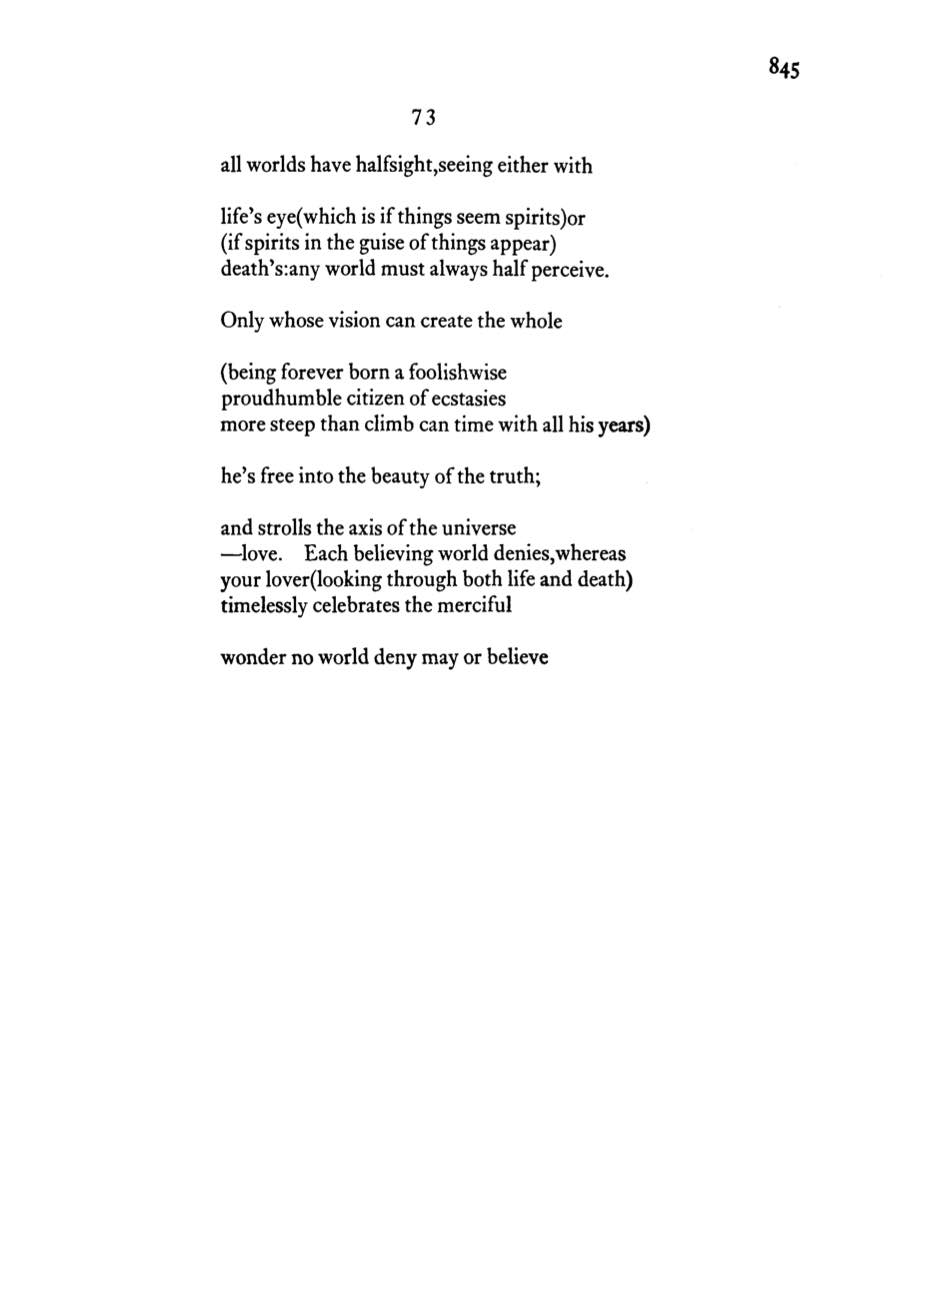 845
73
all worlds have halfsight,seeing either with
life's eye(which is if things seem spirits)or
(if spirits in the guise of things appear)
death's:any world must always half perceive.
Only whose vision can create the whole
(being forever born a foolishwise
proudhumble citizen of ecstasies
more steep than climb can time with all his years)
he's free into the beauty of the truth;
and strolls the axis of the universe
—love.  Each believing world denies,whereas
your lover(looking through both life and death)
timelessly celebrates the merciful
wonder no world deny may or believe